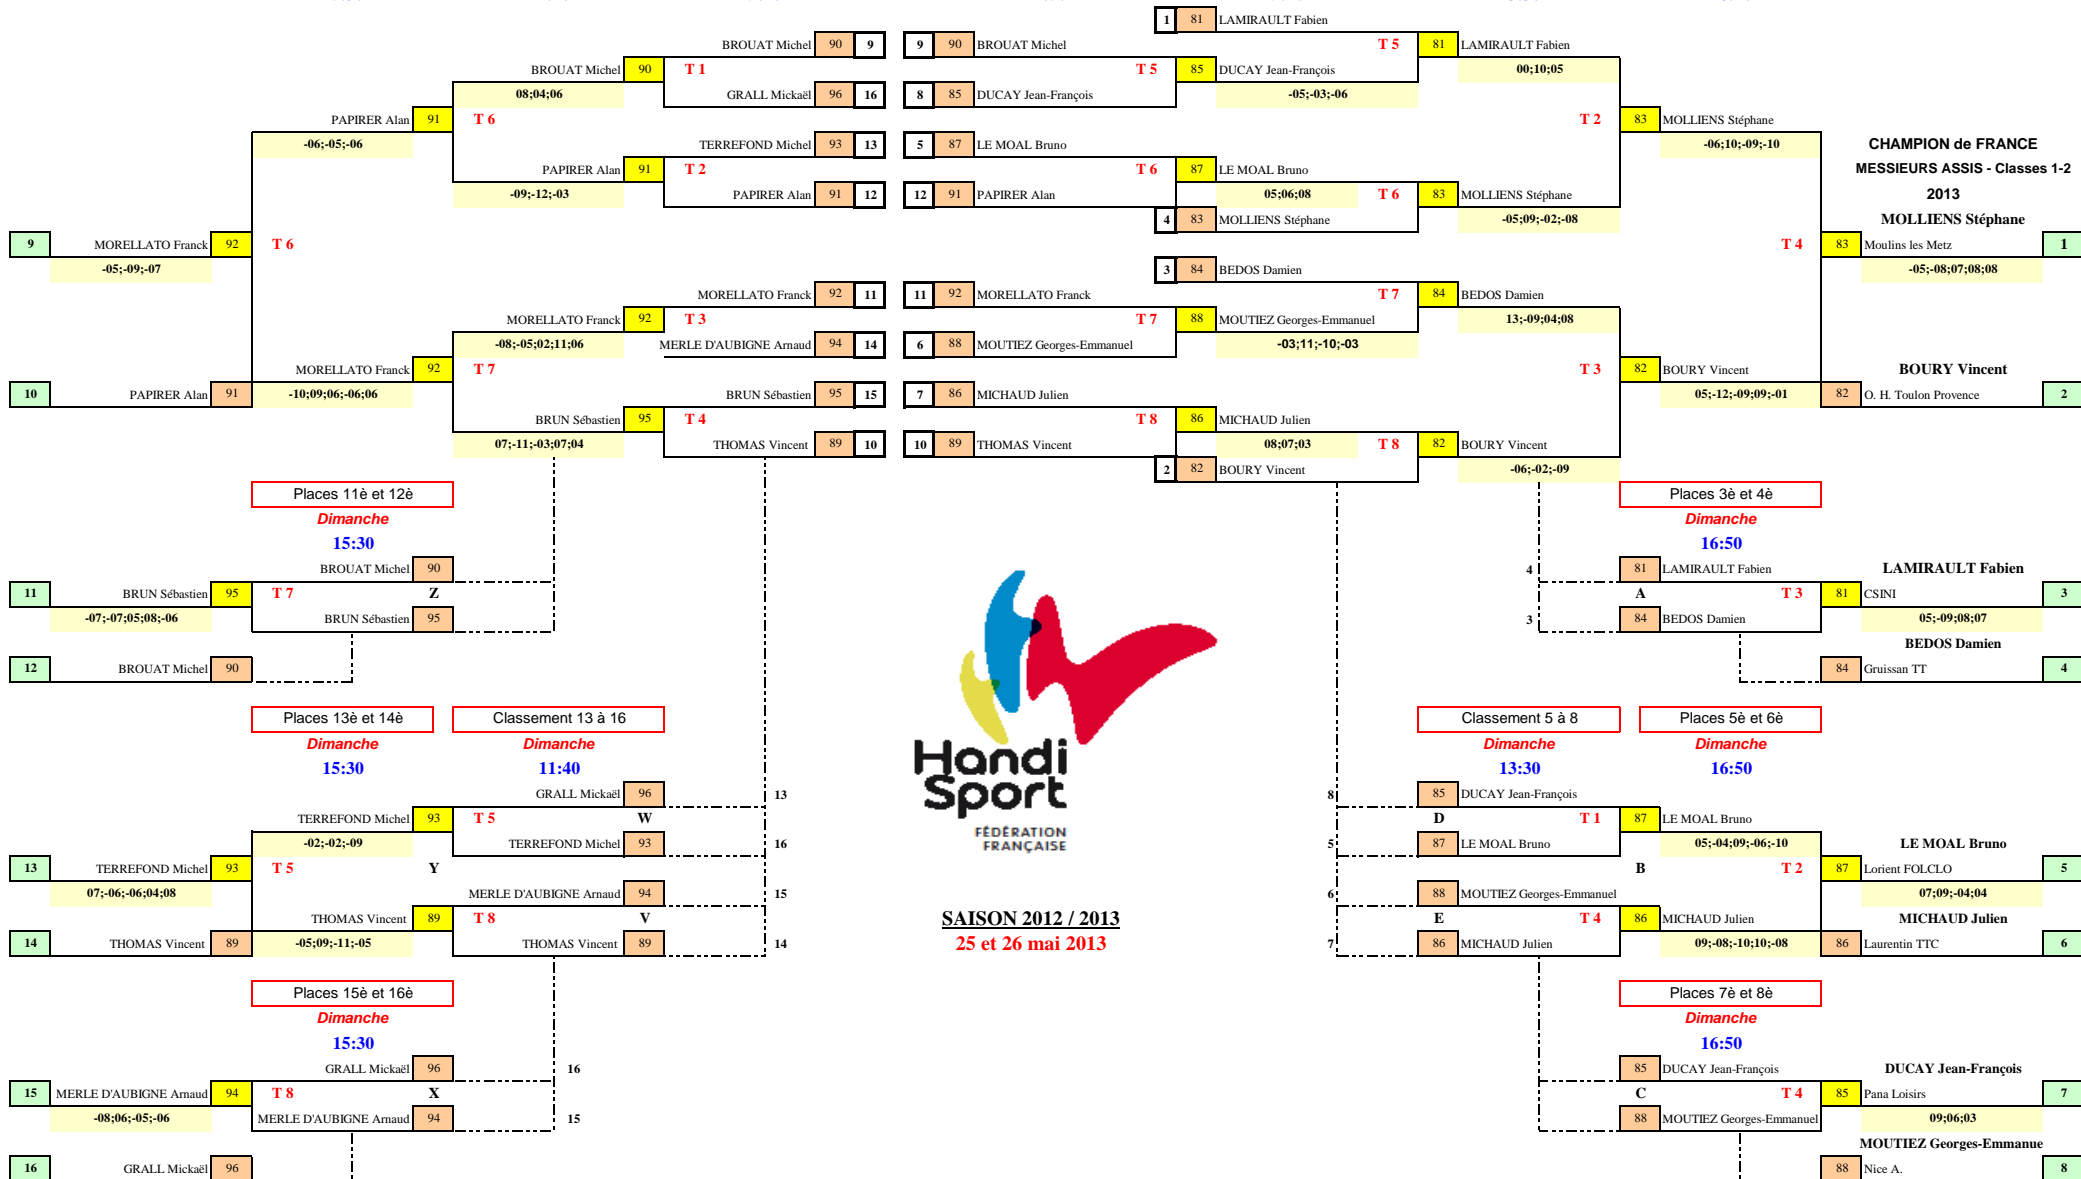 1 81 LAMIRAULT Fabien
BROUAT Michel 90 9 9 90 BROUAT Michel T 5 81 LAMIRAULT Fabien
BROUAT Michel 90 T 1 T 5 85 DUCAY Jean-François 00;10;05
08;04;06 GRALL Mickaël 96 16 8 85 DUCAY Jean-François -05;-03;-06
PAPIRER Alan 91 T 6 T 2 83 MOLLIENS Stéphane
-06;-05;-06 TERREFOND Michel 93 13 5 87 LE MOAL Bruno -06;10;-09;-10 CHAMPION de FRANCE
PAPIRER Alan 91 T 2 T 6 87 LE MOAL Bruno MESSIEURS ASSIS - Classes 1-2
-09;-12;-03 PAPIRER Alan 91 12 12 91 PAPIRER Alan 05;06;08 T 6 83 MOLLIENS Stéphane 2013
4 83 MOLLIENS Stéphane -05;09;-02;-08 MOLLIENS Stéphane
9 MORELLATO Franck 92 T 6 T 4 83 Moulins les Metz 1
-05;-09;-07 3 84 BEDOS Damien -05;-08;07;08;08
MORELLATO Franck 92 11 11 92 MORELLATO Franck T 7 84 BEDOS Damien
MORELLATO Franck 92 T 3 T 7 88 MOUTIEZ Georges-Emmanuel 13;-09;04;08
-08;-05;02;11;06 MERLE D'AUBIGNE Arnaud 94 14 6 88 MOUTIEZ Georges-Emmanuel -03;11;-10;-03
MORELLATO Franck 92 T 7 T 3 82 BOURY Vincent BOURY Vincent
10 PAPIRER Alan 91 -10;09;06;-06;06 BRUN Sébastien 95 15 7 86 MICHAUD Julien 05;-12;-09;09;-01 82 O. H. Toulon Provence 2
BRUN Sébastien 95 T 4 T 8 86 MICHAUD Julien
07;-11;-03;07;04 THOMAS Vincent 89 10 10 89 THOMAS Vincent 08;07;03 T 8 82 BOURY Vincent
2 82 BOURY Vincent -06;-02;-09
Places 11è et 12è Places 3è et 4è
Dimanche Dimanche
15:30 16:50
BROUAT Michel 90 4 81 LAMIRAULT Fabien LAMIRAULT Fabien
11 BRUN Sébastien 95 T 7 Z A T 3 81 CSINI 3
-07;-07;05;08;-06 BRUN Sébastien 95 3 84 BEDOS Damien 05;-09;08;07
BEDOS Damien
12 BROUAT Michel 90 84 Gruissan TT 4
Places 13è et 14è Classement 13 à 16 Classement 5 à 8 Places 5è et 6è
Dimanche Dimanche Dimanche Dimanche
15:30 11:40 Handi 13:30 16:50
GRALL Mickaël 96 13 Sport 8 85 DUCAY Jean-François
TERREFOND Michel 93 T 5 W D T 1 87 LE MOAL Bruno
-02;-02;-09 TERREFOND Michel 93 16 FÉDÉRATION FRANÇAISE 5 87 LE MOAL Bruno 05;-04;09;-06;-10 LE MOAL Bruno
13 TERREFOND Michel 93 T 5 Y B T 2 87 Lorient FOLCLO 5
07;-06;-06;04;08 MERLE D'AUBIGNE Arnaud 94 15 6 88 MOUTIEZ Georges-Emmanuel 07;09;-04;04
THOMAS Vincent 89 T 8 V SAISON 2012 / 2013 E T 4 86 MICHAUD Julien MICHAUD Julien
14 THOMAS Vincent 89 -05;09;-11;-05 THOMAS Vincent 89 14 25 et 26 mai 2013 7 86 MICHAUD Julien 09;-08;-10;10;-08 86 Laurentin TTC 6
Places 15è et 16è Places 7è et 8è
Dimanche Dimanche
15:30 16:50
GRALL Mickaël 96 16 85 DUCAY Jean-François DUCAY Jean-François
15 MERLE D'AUBIGNE Arnaud 94 T 8 X C T 4 85 Pana Loisirs 7
-08;06;-05;-06 MERLE D'AUBIGNE Arnaud 94 15 88 MOUTIEZ Georges-Emmanuel 09;06;03
MOUTIEZ Georges-Emmanue
16 GRALL Mickaël 96 88 Nice A. 8